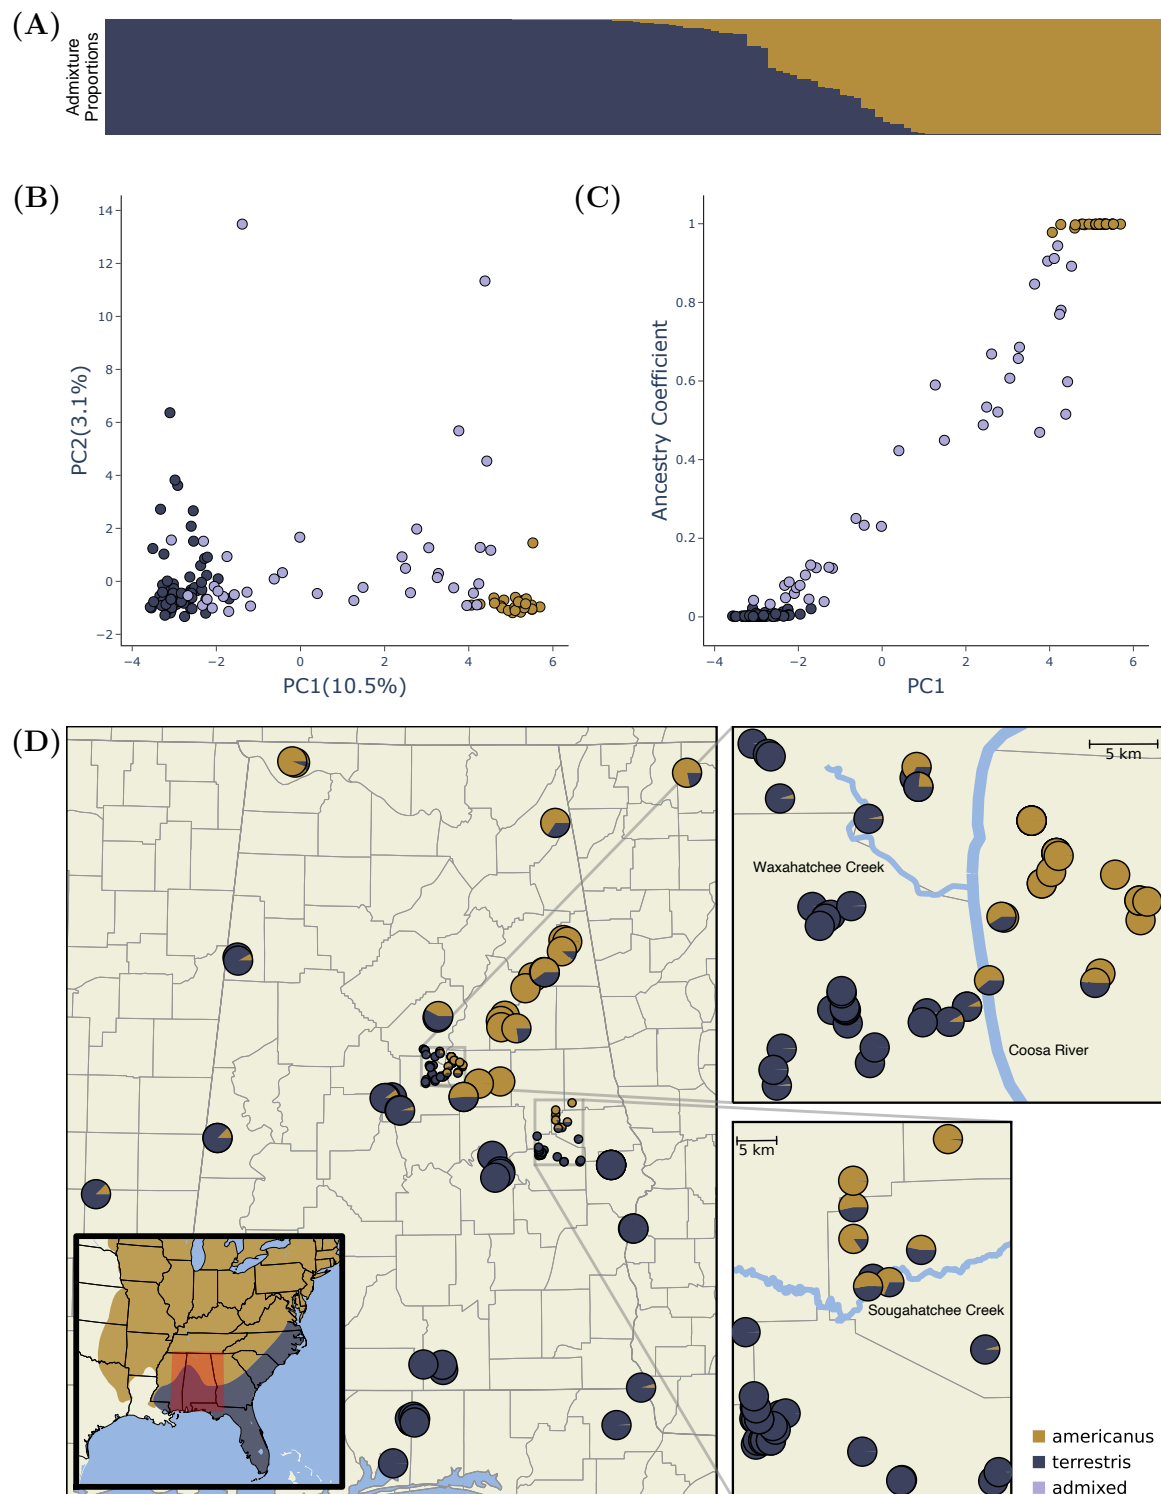 (A)
Admixture
Proportions
(B)
14
12
10
8
6
4
2
0
−2
PC2(3.1%)
−4
−2
0
2
4
6
PC1(10.5%)
(C)
1
0.8
0.6
0.4
0.2
0
Ancestry Coefficient
−4
−2
0
2
4
6
PC1
(D)
5 km
Waxahatchee Creek
Coosa River
5 km
Sougahatchee Creek
americanus
terrestris
admixed